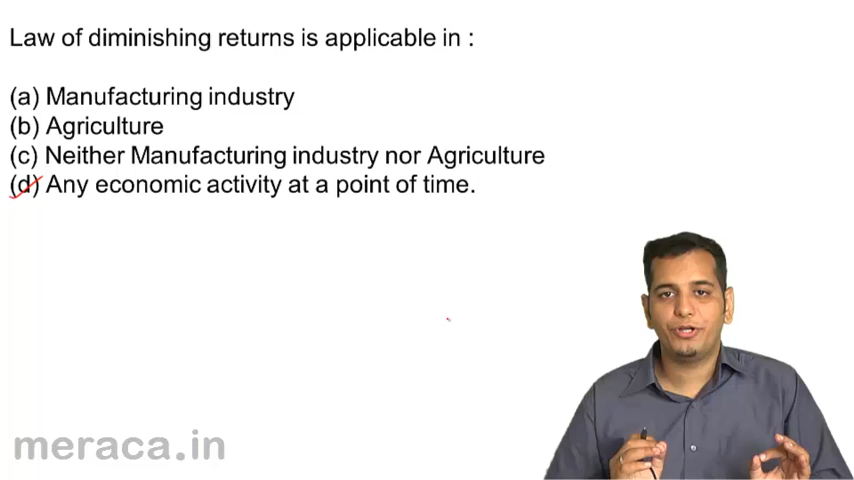 Law of diminishing returns is applicable in :
(a) Manufacturing industry
(b) Agriculture
(c) Neither Manufacturing industry nor Agriculture
(d) Any economic activity at a point of time.
meraca.in